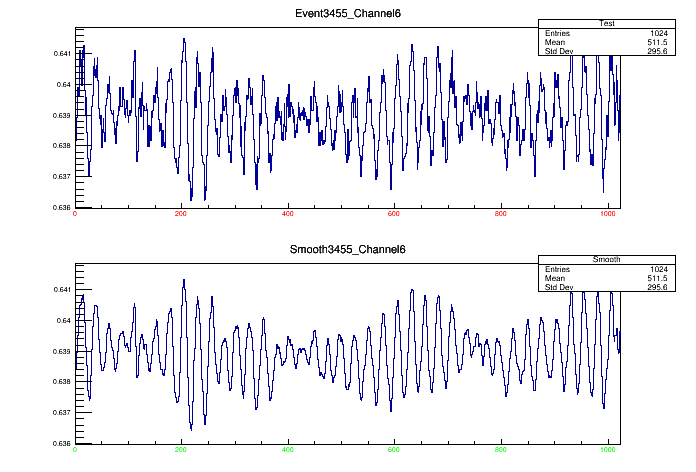 Event3455_Channel6
Test
Entries 1024
Mean 511.5
Std Dev 295.6
0.641
0.64
0.639
0.638
0.637
0.636
0 200 400 600 800 1000
Smooth3455_Channel6
Smooth
Entries 1024
Mean 511.5
Std Dev 295.6
0.641
0.64
0.639
0.638
0.637
0.636
0 200 400 600 800 1000